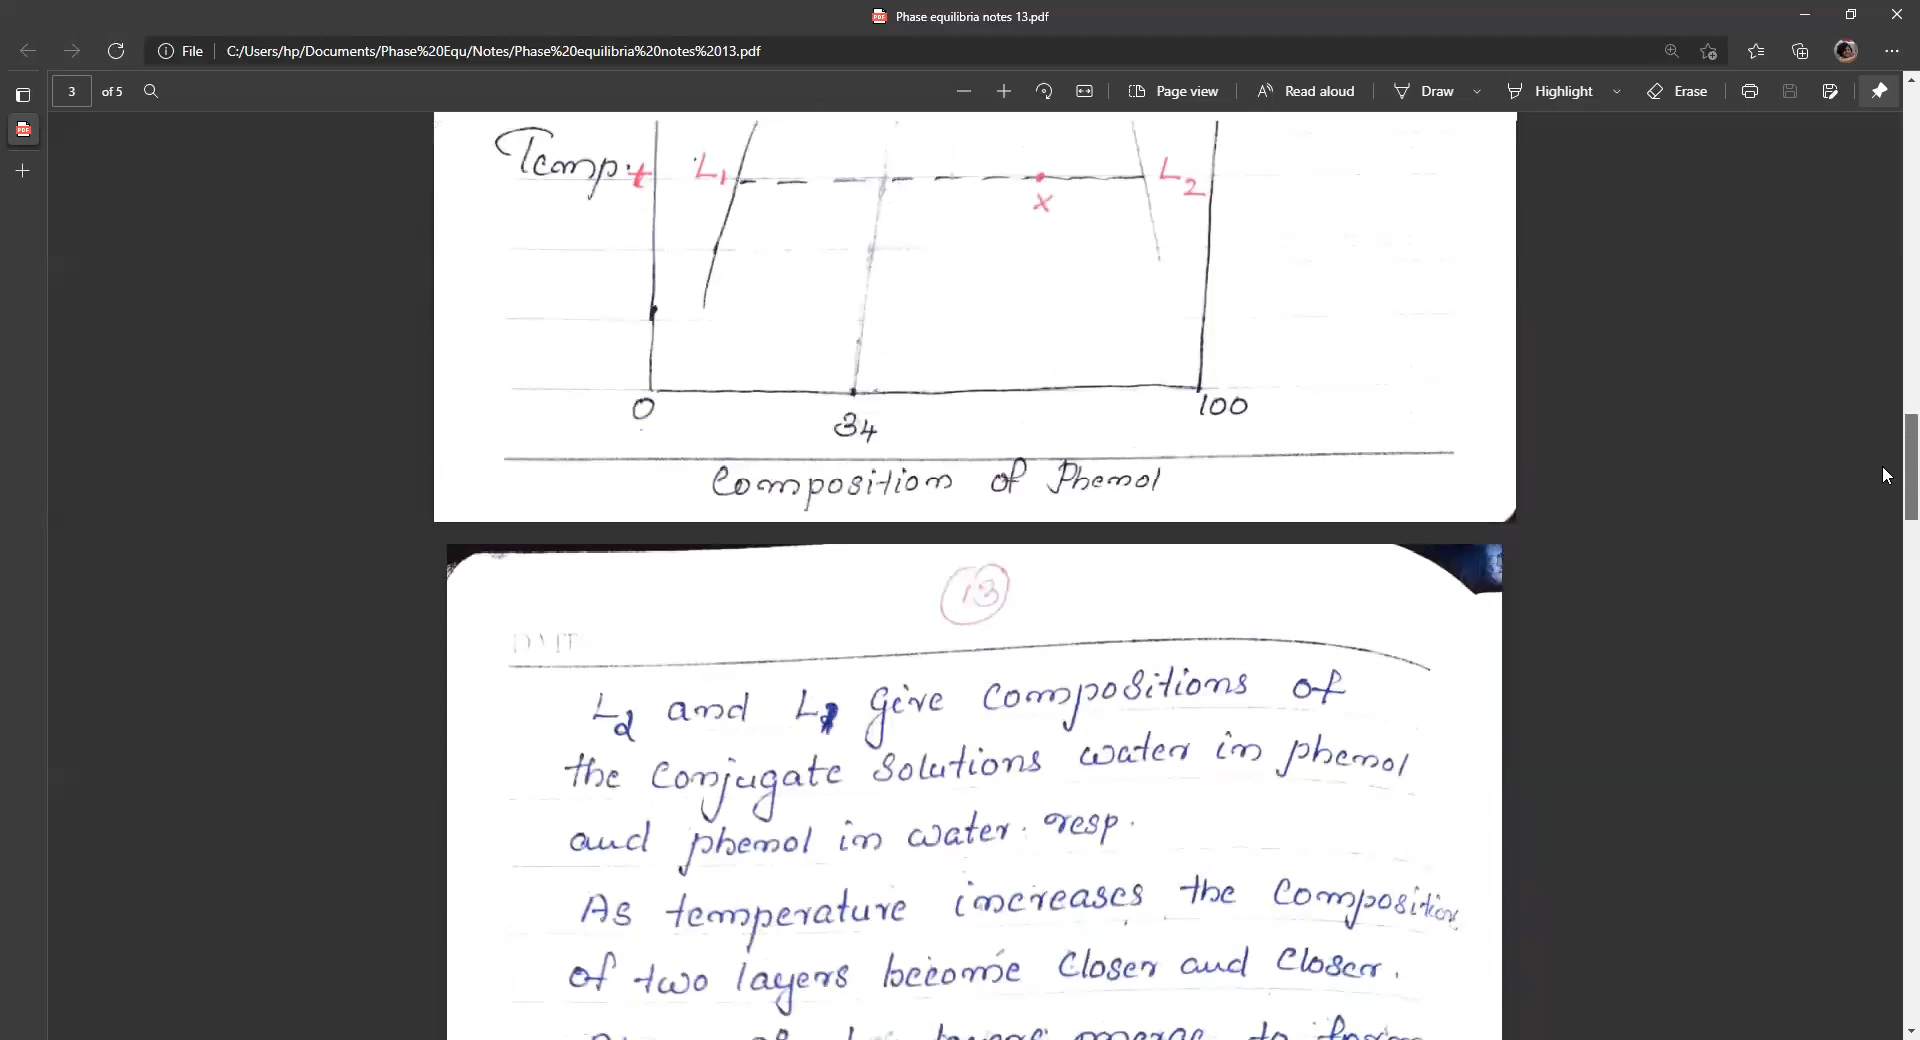 Phase equilibria notes 13.pdf
File C:/Users/hp/Documents/Phase%20Equ/Notes/Phase%20equilibria%20notes%2013.pdf
3 of 5 Page view Read aloud Draw Highlight Erase
Temp. t L1 L2
x
0 34 100
Composition of Phenol
13
L2 and L1 give compositions of
the conjugate solutions water in phenol
and phenol in water. resp.
As temperature increases the composition
of two layers become closer and closer.